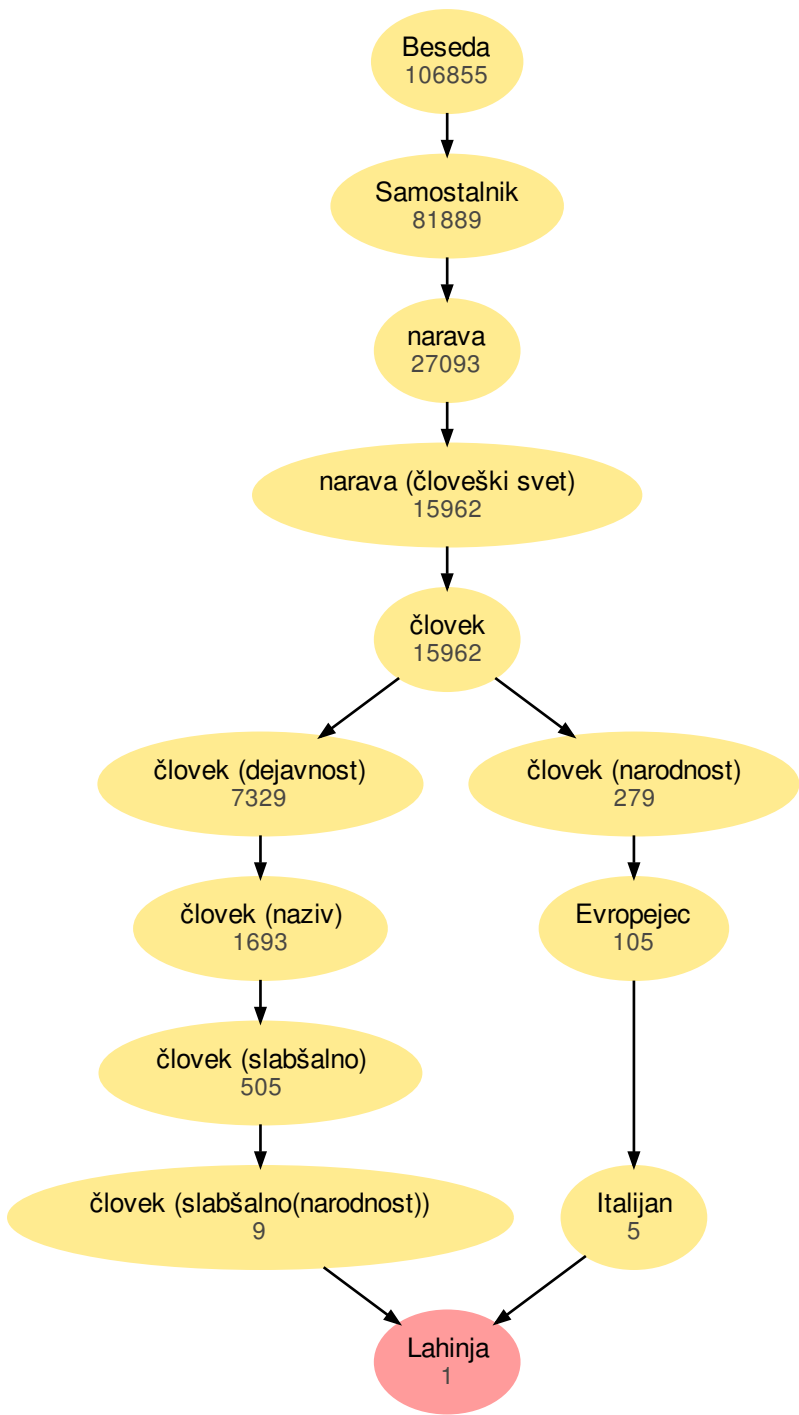 Beseda
106855
Samostalnik
81889
narava
27093
narava (človeški svet)
15962
človek
15962
človek (dejavnost)
7329
človek (narodnost)
279
človek (naziv)
1693
Evropejec
105
človek (slabšalno)
505
človek (slabšalno(narodnost))
9
Italijan
5
Lahinja
1